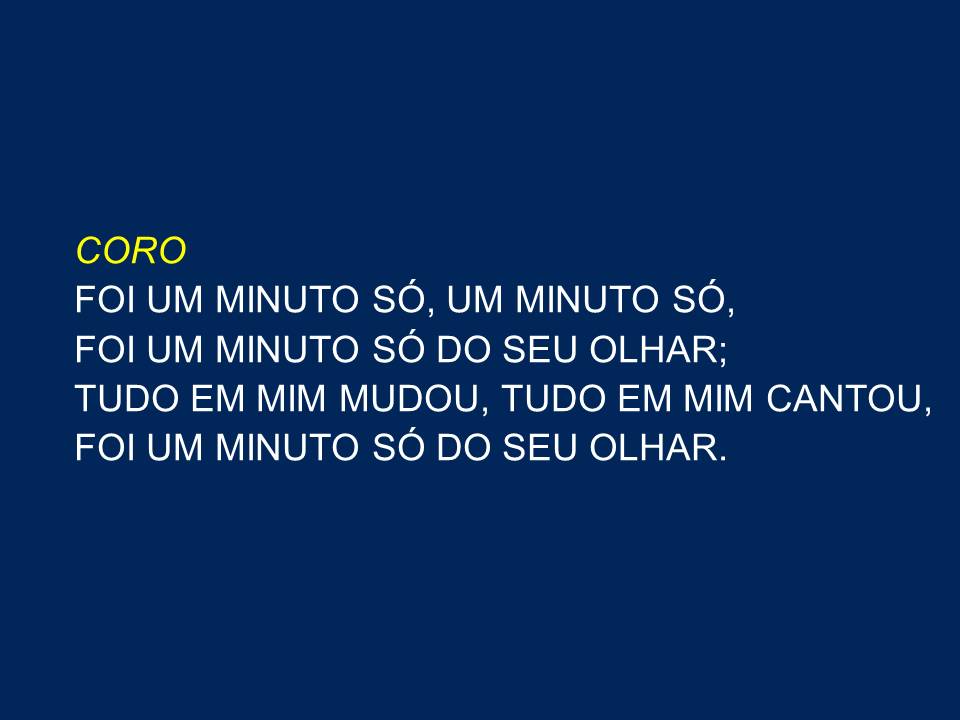 CORO
FOI UM MINUTO SÓ, UM MINUTO SÓ,
FOI UM MINUTO SÓ DO SEU OLHAR;
TUDO EM MIM MUDOU, TUDO EM MIM CANTOU,
FOI UM MINUTO SÓ DO SEU OLHAR.